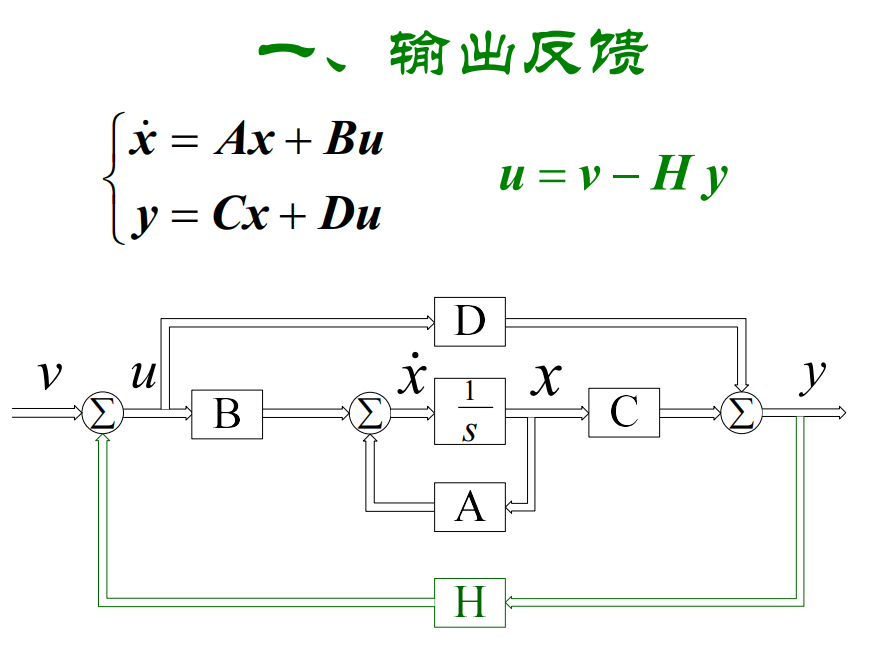 一、输出反馈
ẋ = Ax + Bu
y = Cx + Du
u = v − H y
D
v u ẋ x y
Σ B Σ 1/s C Σ
A
H